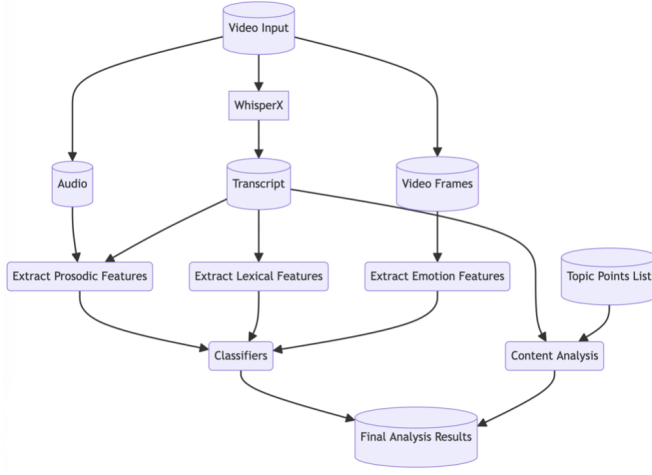 Video Input
WhisperX
Audio
Transcript
Video Frames
Extract Prosodic Features
Extract Lexical Features
Extract Emotion Features
Topic Points List
Classifiers
Content Analysis
Final Analysis Results